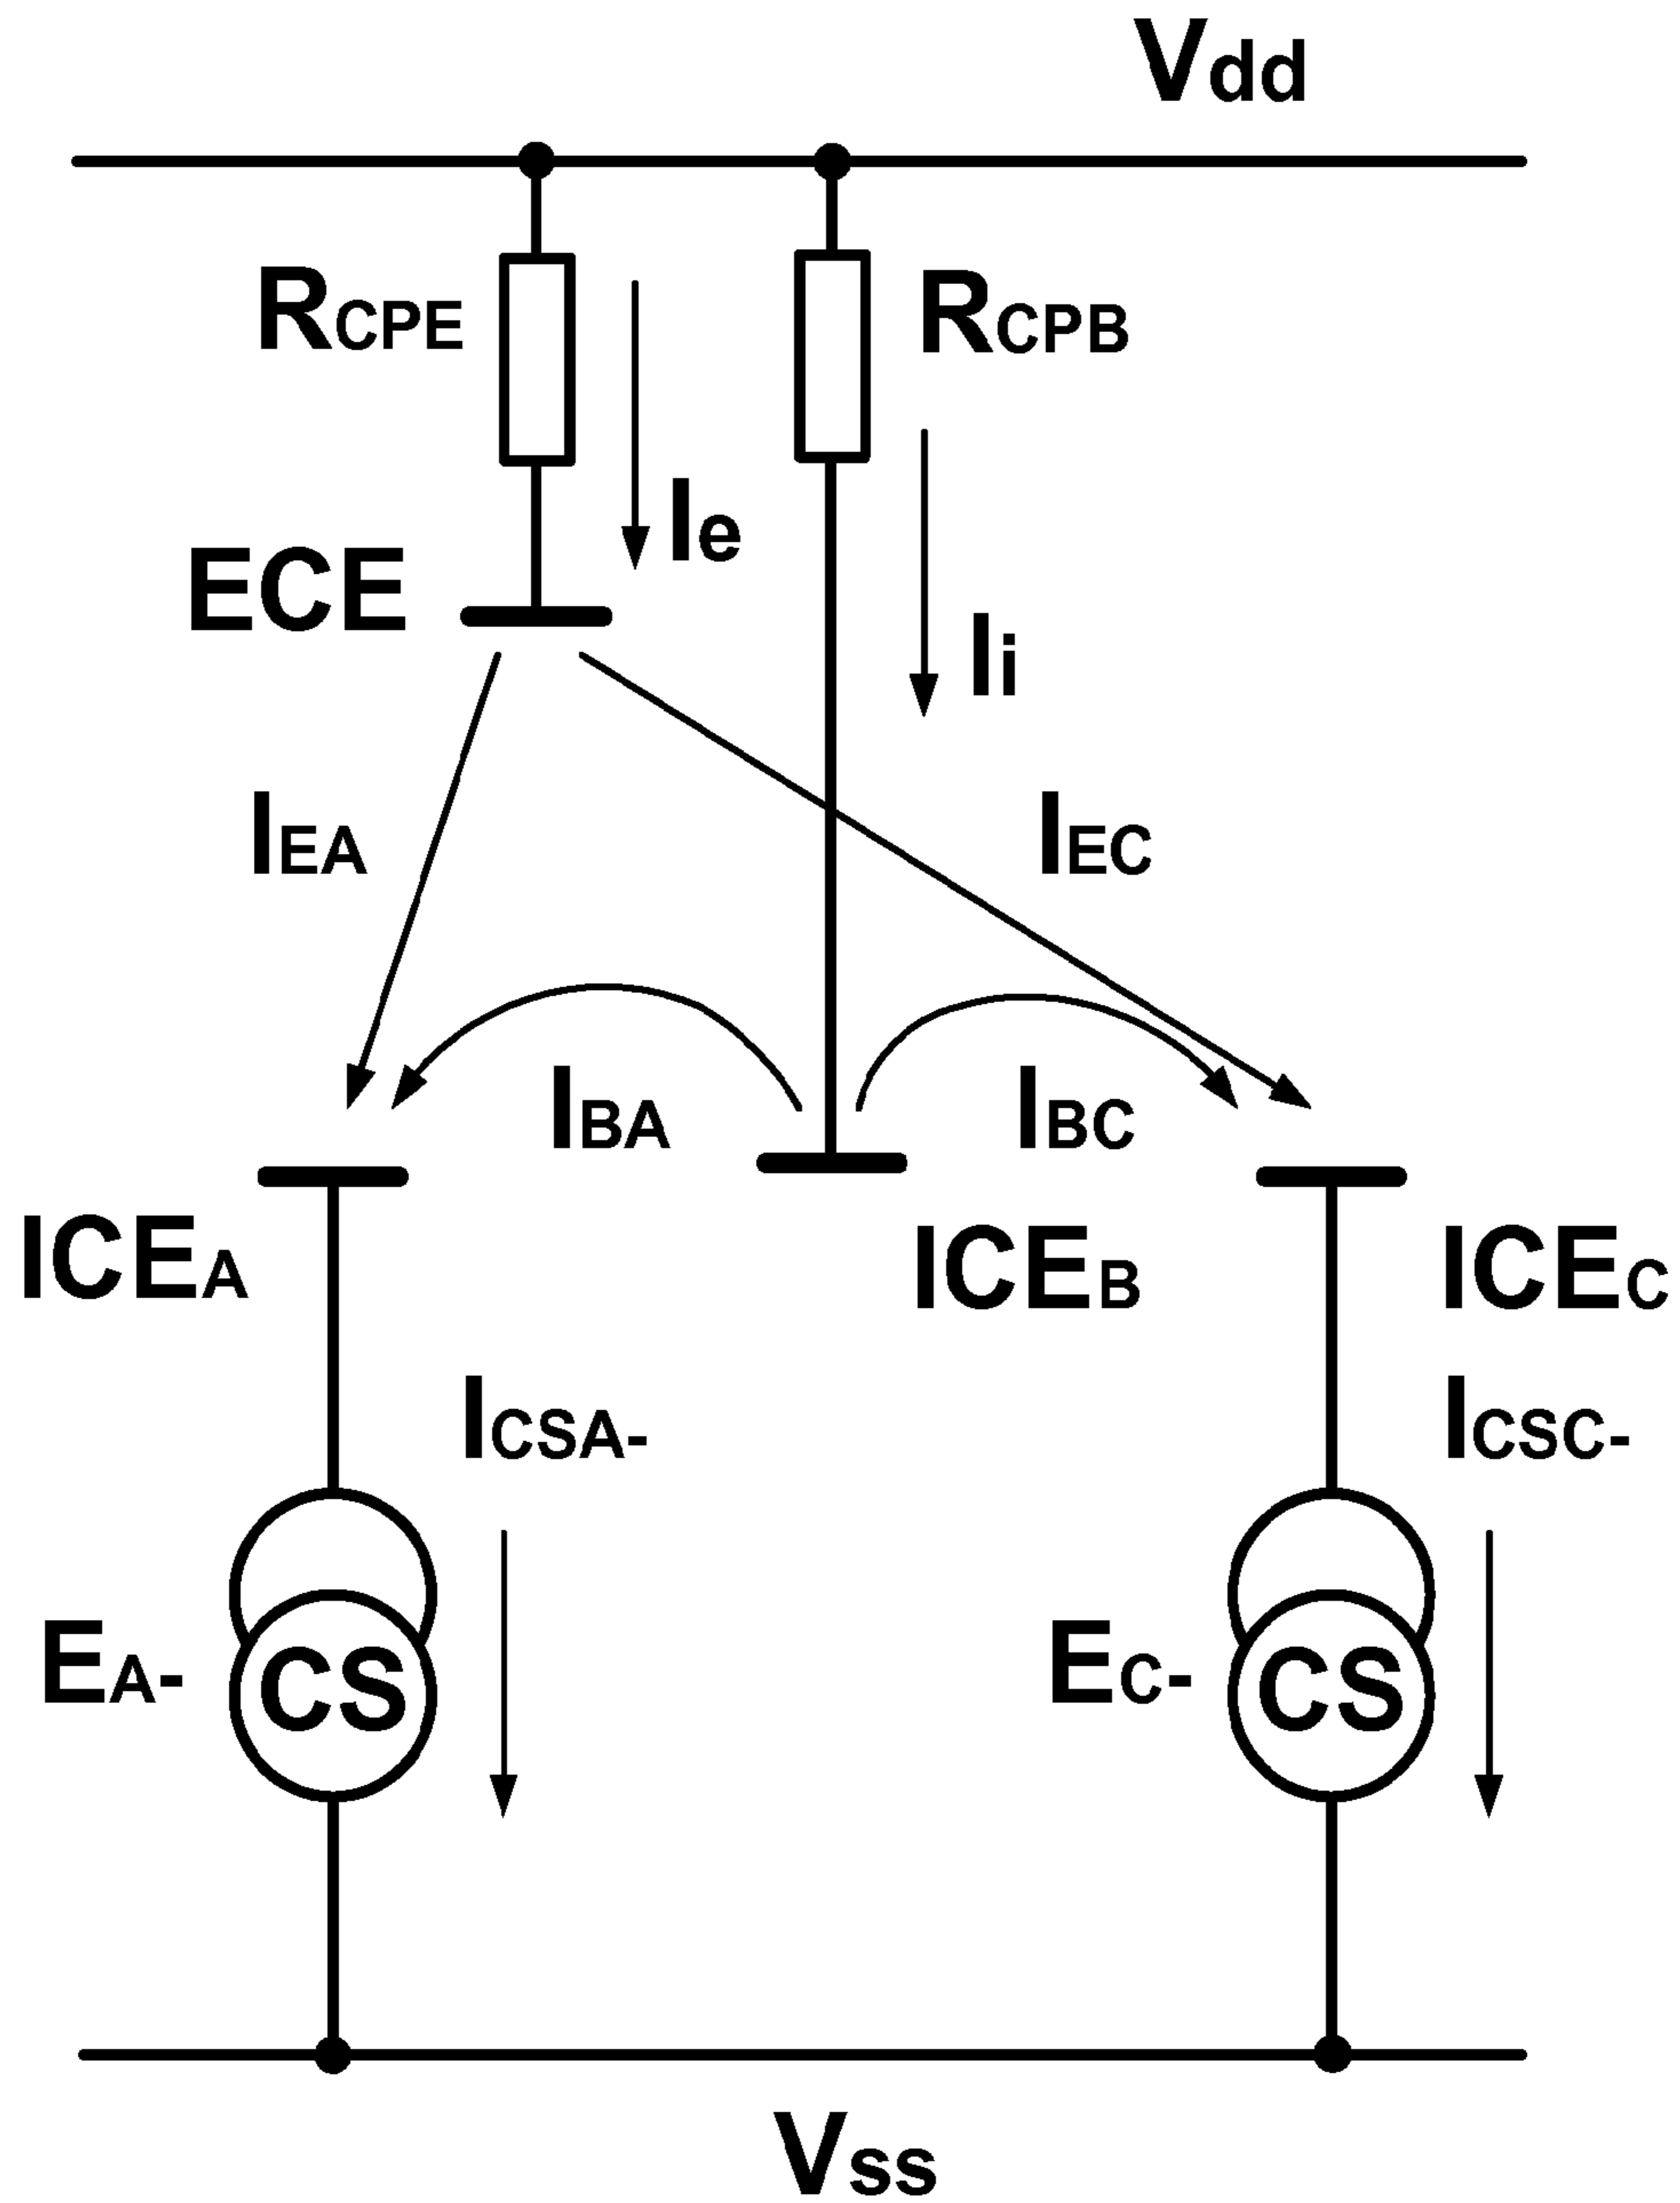 Vdd
RCPE
RCPB
Ie
ECE
Ii
IEA
IEC
IBA
IBC
ICEA
ICEB
ICEC
ICSA-
ICSC-
EA-
CS
EC-
CS
Vss